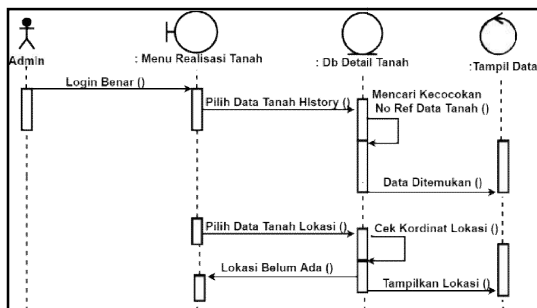 Admin
: Menu Realisasi Tanah
: Db Detail Tanah
:Tampil Data
Login Benar ()
Pilih Data Tanah HIstory ()
Mencari Kecocokan
No Ref Data Tanah ()
Data Ditemukan ()
Pilih Data Tanah Lokasi ()
Cek Kordinat Lokasi ()
Lokasi Belum Ada ()
Tampilkan Lokasi ()